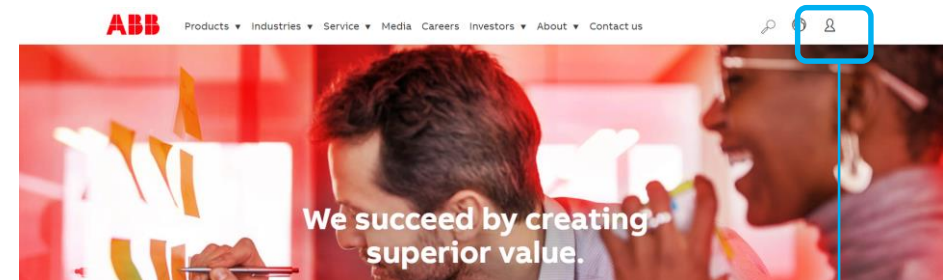 ABB Products ▾ Industries ▾ Service ▾ Media Careers Investors ▾ About ▾ Contact us
We succeed by creating
superior value.